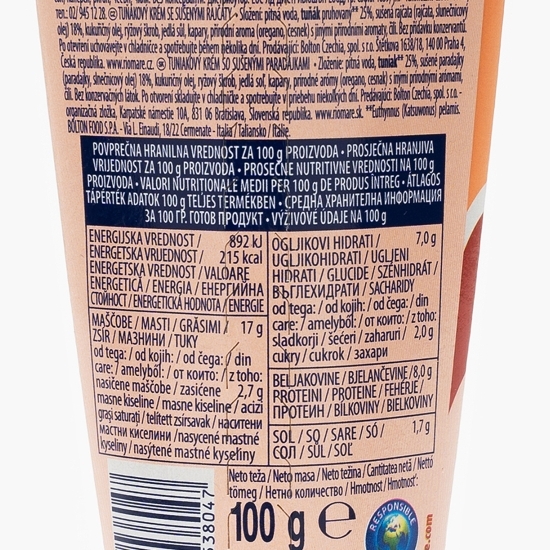 tel.: 02/ 945 12 28. CZ TUŇÁKOVÝ KRÉM SE SUŠENÝMI RAJČATY • Složení: pitná voda, tuňák pruhovaný** 25%, sušená rajčata (rajčata, slunečnicový
olej) 18%, kukuřičný olej, rýžový škrob, jedlá sůl, kapary, přírodní aroma (oregano, česnek) s jinými přírodními aromaty, čili. Bez konzervantů.
Po otevření uchovávejte v chladničce a spotřebujte během několika dní. Prodávající: Bolton Czechia, spol. s r.o. Štětkova 1638/18, 140 00 Praha 4,
Česká republika. www.riomare.cz. SK TUNIAKOVÝ KRÉM SO SUŠENÝMI PARADAJKAMI • Zloženie: pitná voda, tuniak** 25%, sušené paradajky
(paradajky, slnečnicový olej) 18%, kukuričný olej, ryžový škrob, jedlá soľ, kapary, prírodné arómy (oregano, cesnak) s inými prírodnými arómami,
čili. Bez konzervačných látok. Po otvorení skladujte v chladničke a spotrebujte v priebehu niekoľkých dní. Predávajúci: Bolton Czechia, spol. s r.o.
organizačná zložka, Karpatské námestie 10A, 831 06 Bratislava, Slovenská republika, www.riomare.sk. **Euthynnus (Katsuwonus) pelamis.
BOLTON FOOD S.P.A. - Via L. Einaudi, 18/22 Cermenate - Italia / Taliansko / Itálie.
POVPREČNA HRANILNA VREDNOST ZA 100 g PROIZVODA • PROSJEČNA HRANJIVA
VRIJEDNOST ZA 100 g PROIZVODA • PROSEČNE NUTRITIVNE VREDNOSTI NA 100 g
PROIZVODA • VALORI NUTRITIONALE MEDII PER 100 g DE PRODUS ÎNTREG • ÁTLAGOS
TÁPÉRTÉK ADATOK 100 g TELJES TERMÉKBEN • СРЕДНА ХРАНИТЕЛНА ИНФОРМАЦИЯ
ЗА 100 Г. ГОТОВ ПРОДУКТ • VÝŽIVOVÉ ÚDAJE NA 100 g
ENERGIJSKA VREDNOST / 892 kJ
ENERGETSKA VRIJEDNOST / 215 kcal
ENERGETSKA VREDNOST / VALOARE
ENERGETICĂ / ENERGIA / ЕНЕРГИЙНА
СТОЙНОСТ / ENERGETICKÁ HODNOTA / ENERGIE
MAŠČOBE / MASTI / GRĂSIMI / 17 g
ZSÍR / МАЗНИНИ / TUKY
od tega: / od kojih: / od čega: / din
care: / amelyből: / от които: / z toho:
nasičene maščobe / zasićene 2,7 g
masne kiseline / masne kiseline / acizi
grași saturați / telített zsírsavak / наситени
мастни киселини / nasýcené mastné
kyseliny / nasýtené mastné kyseliny
OGLJIKOVI HIDRATI / 7,0 g
UGLJIKOHIDRATI / UGLJENI
HIDRATI / GLUCIDE / SZÉNHIDRÁT /
ВЪГЛЕХИДРАТИ / SACHARIDY
od tega: / od kojih: / od čega: / din
care: / amelyből: / от които: / z toho:
sladkorji / šećeri / zaharuri / 2,0 g
cukry / cukrok / захари
BELJAKOVINE / BJELANČEVINE / 8,0 g
PROTEINI / PROTEINE / FEHÉRJE /
ПРОТЕИН / BÍLKOVINY / BIELKOVINY
SOL / SO / SARE / SÓ / 1,7 g
СОЛ / SŮL / SOĽ
Neto teža / Neto masa / Neto težina / Cantitatea netă / Nettó
tömeg / Нетно количество / Hmotnost / Hmotnosť:
100 g e
538047
RESPONSIBLE
e.com